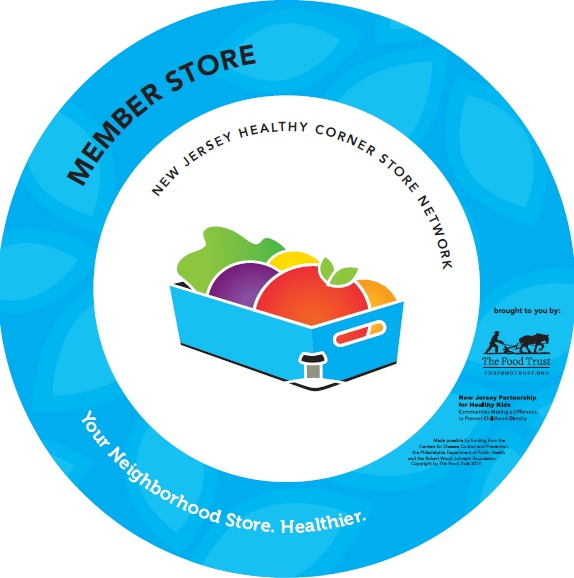 MEMBER STORE
NEW JERSEY HEALTHY CORNER STORE NETWORK
brought to you by:
The Food Trust
THEFOODTRUST.ORG
New Jersey Partnership
for Healthy Kids
Communities Making a Difference
to Prevent Childhood Obesity
Made possible by funding from the
Centers for Disease Control and Prevention,
the Philadelphia Department of Public Health
and the Robert Wood Johnson Foundation.
Copyright by The Food Trust 2010
Your Neighborhood Store. Healthier.